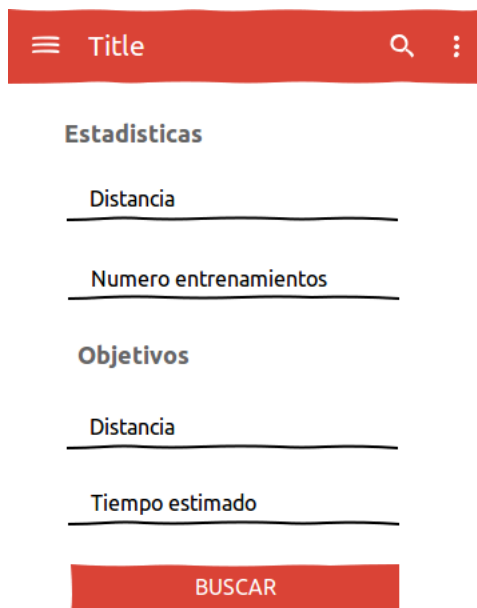 Title
Estadisticas
Distancia
Numero entrenamientos
Objetivos
Distancia
Tiempo estimado
BUSCAR